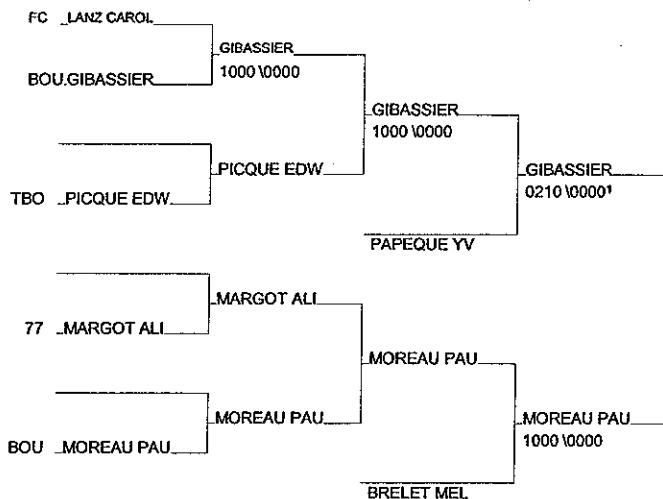 FC LANZ CAROL
GIBASSIER
1000 \0000
BOU.GIBASSIER
GIBASSIER
1000 \0000
PICQUE EDW
GIBASSIER
0210 \0000¹
TBO PICQUE EDW
PAPEQUE YV
MARGOT ALI
77 MARGOT ALI
MOREAU PAU
MOREAU PAU
MOREAU PAU
1000 \0000
BOU MOREAU PAU
BRELET MEL